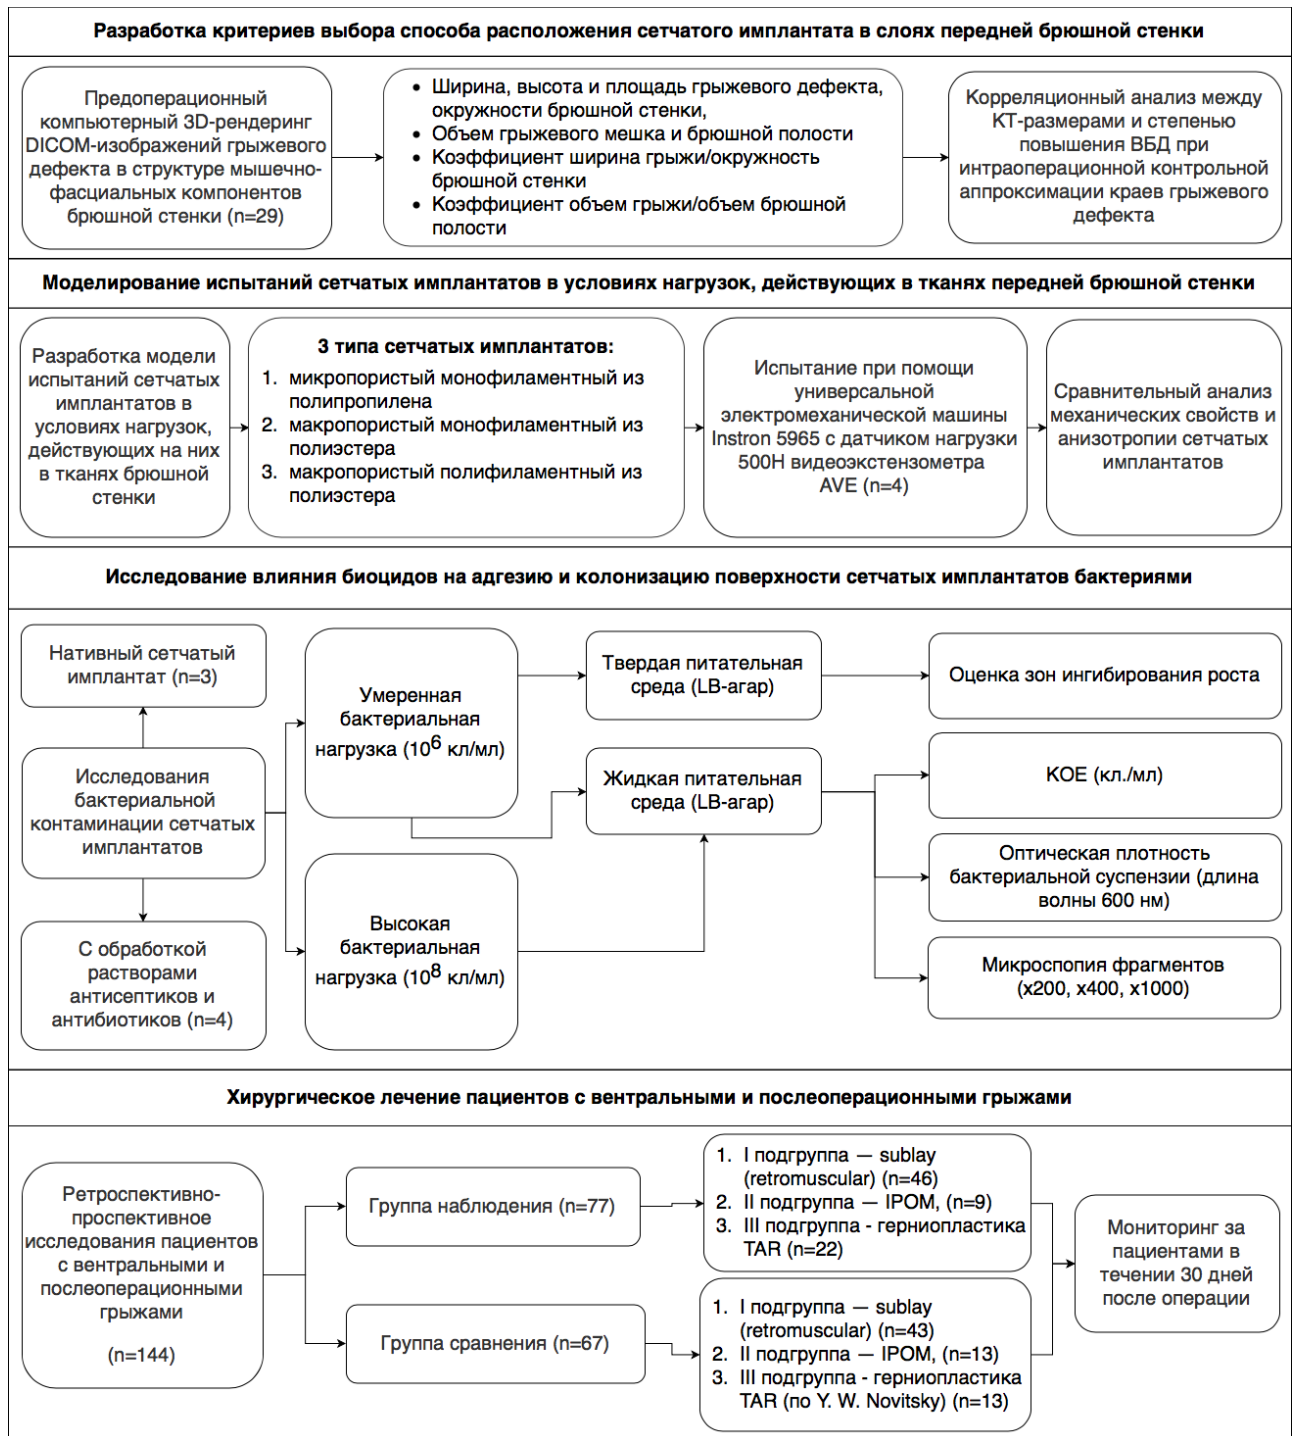 Разработка критериев выбора способа расположения сетчатого имплантата в слоях передней брюшной стенки
Предоперационный
компьютерный 3D-рендеринг
DICOM-изображений грыжевого
дефекта в структуре мышечно-
фасциальных компонентов
брюшной стенки (n=29)
• Ширина, высота и площадь грыжевого дефекта,
окружности брюшной стенки,
• Объем грыжевого мешка и брюшной полости
• Коэффициент ширина грыжи/окружность
брюшной стенки
• Коэффициент объем грыжи/объем брюшной
полости
Корреляционный анализ между
КТ-размерами и степенью
повышения ВБД при
интраоперационной контрольной
аппроксимации краев грыжевого
дефекта
Моделирование испытаний сетчатых имплантатов в условиях нагрузок, действующих в тканях передней брюшной стенки
Разработка модели
испытаний сетчатых
имплантатов в
условиях нагрузок,
действующих на них
в тканях брюшной
стенки
3 типа сетчатых имплантатов:
1. микропористый монофиламентный из
полипропилена
2. макропористый монофиламентный из
полиэстера
3. макропористый полифиламентный из
полиэстера
Испытание при помощи
универсальной
электромеханической машины
Instron 5965 с датчиком нагрузки
500Н видеоэкстензометра
AVE (n=4)
Сравнительный анализ
механических свойств и
анизотропии сетчатых
имплантатов
Исследование влияния биоцидов на адгезию и колонизацию поверхности сетчатых имплантатов бактериями
Нативный сетчатый
имплантат (n=3)
Исследования
бактериальной
контаминации сетчатых
имплантатов
С обработкой
растворами
антисептиков и
антибиотиков (n=4)
Умеренная
бактериальная
нагрузка (10⁶ кл/мл)
Высокая
бактериальная
нагрузка (10⁸ кл/мл)
Твердая питательная
среда (LB-агар)
Жидкая питательная
среда (LB-агар)
Оценка зон ингибирования роста
КОЕ (кл./мл)
Оптическая плотность
бактериальной суспензии (длина
волны 600 нм)
Микроспопия фрагментов
(x200, x400, x1000)
Хирургическое лечение пациентов с вентральными и послеоперационными грыжами
Ретроспективно-
проспективное
исследования пациентов
с вентральными и
послеоперационными
грыжами
(n=144)
Группа наблюдения (n=77)
Группа сравнения (n=67)
1. I подгруппа — sublay
(retromuscular) (n=46)
2. II подгруппа — IPOM, (n=9)
3. III подгруппа - герниопластика
TAR (n=22)
1. I подгруппа — sublay
(retromuscular) (n=43)
2. II подгруппа — IPOM, (n=13)
3. III подгруппа - герниопластика
TAR (по Y. W. Novitsky) (n=13)
Мониторинг за
пациентами в
течении 30 дней
после операции